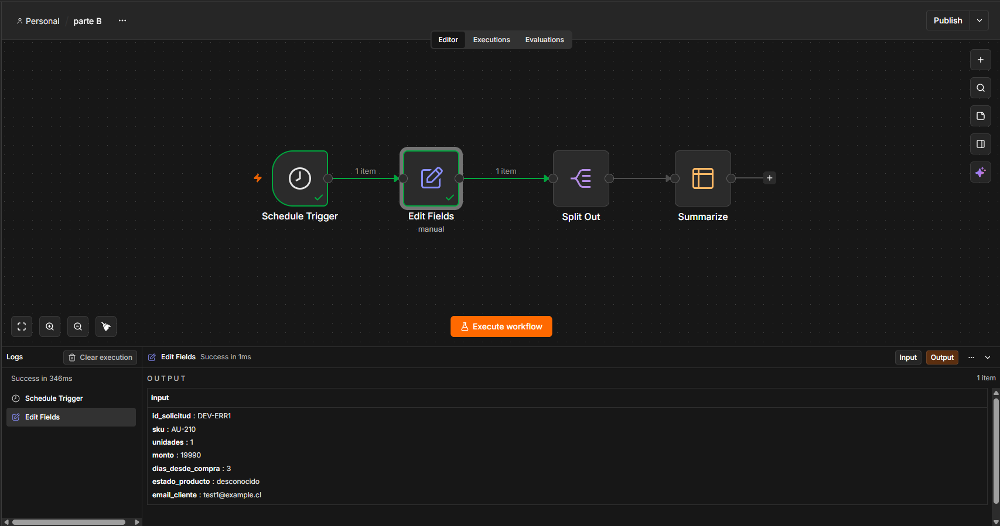 Personal / parte B ...
Publish
Editor Executions Evaluations
1 item
1 item
Schedule Trigger
Edit Fields
manual
Split Out
Summarize
Execute workflow
Logs
Clear execution
Edit Fields Success in 1ms
Input Output ...
Success in 346ms
OUTPUT
1 item
Schedule Trigger
Edit Fields
input
id_solicitud : DEV-ERR1
sku : AU-210
unidades : 1
monto : 19990
dias_desde_compra : 3
estado_producto : desconocido
email_cliente : test1@example.cl